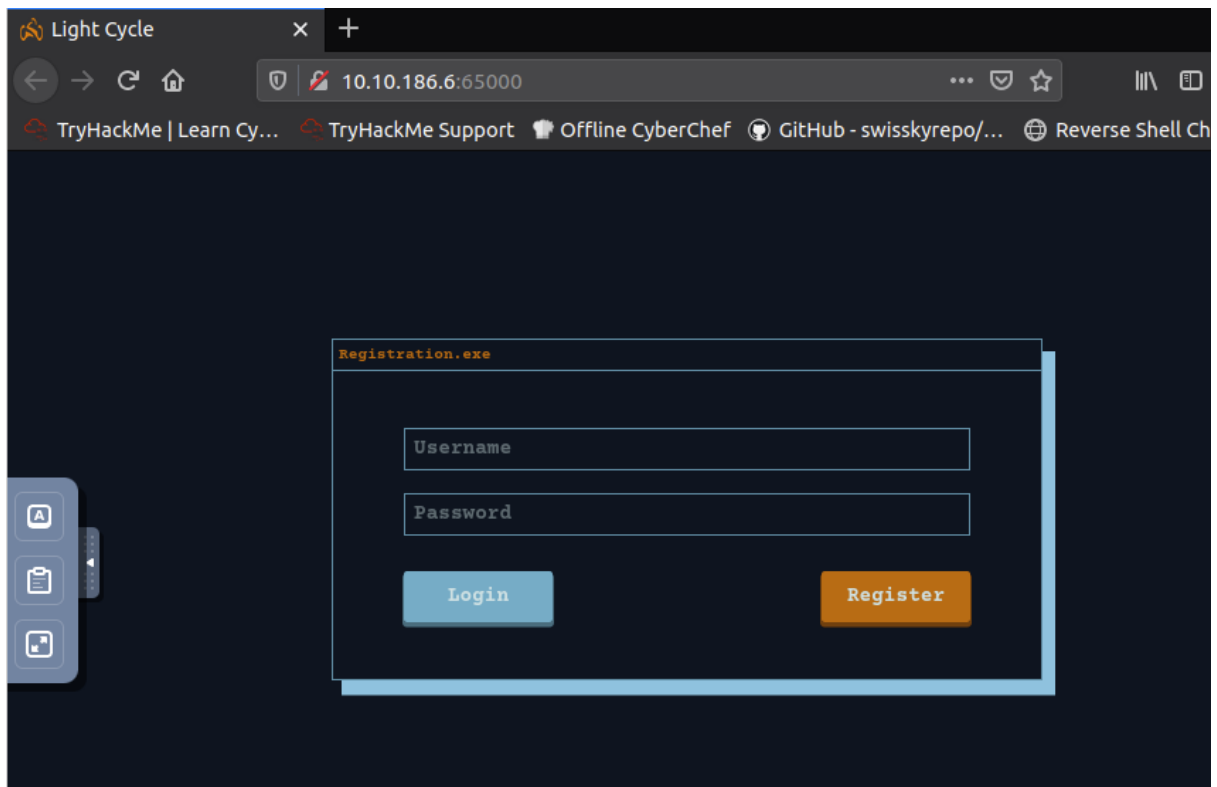 Light Cycle
10.10.186.6:65000
TryHackMe | Learn Cy... TryHackMe Support Offline CyberChef GitHub - swisskyrepo/... Reverse Shell Ch
Registration.exe
Username
Password
A
Login Register